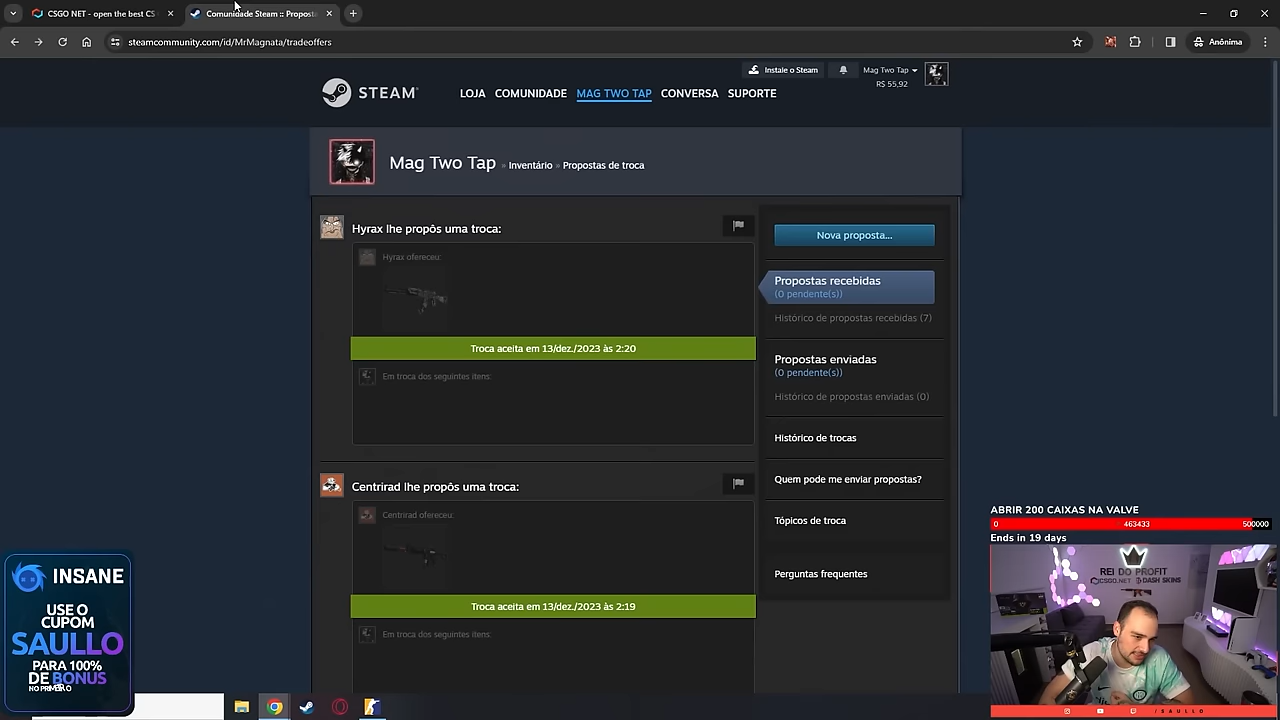 CSGO NET - open the best CS
Comunidade Steam :: Propost
steamcommunity.com/id/MrMagnata/tradeoffers
Anônima
Instale o Steam
Mag Two Tap
R$ 55,92
STEAM
LOJA
COMUNIDADE
MAG TWO TAP
CONVERSA
SUPORTE
Mag Two Tap » Inventário » Propostas de troca
Hyrax lhe propôs uma troca:
Hyrax ofereceu:
Troca aceita em 13/dez./2023 às 2:20
Em troca dos seguintes itens:
Centrirad lhe propôs uma troca:
Centrirad ofereceu:
Troca aceita em 13/dez./2023 às 2:19
Em troca dos seguintes itens:
Nova proposta...
Propostas recebidas
(0 pendente(s))
Histórico de propostas recebidas (7)
Propostas enviadas
(0 pendente(s))
Histórico de propostas enviadas (0)
Histórico de trocas
Quem pode me enviar propostas?
Tópicos de troca
Perguntas frequentes
ABRIR 200 CAIXAS NA VALVE
0 463433 500000
Ends in 19 days
REI DO PROFIT
CSGO.NET DASH SKINS
/SAULLO
INSANE
USE O
CUPOM
SAULLO
PARA 100%
DE BONUS